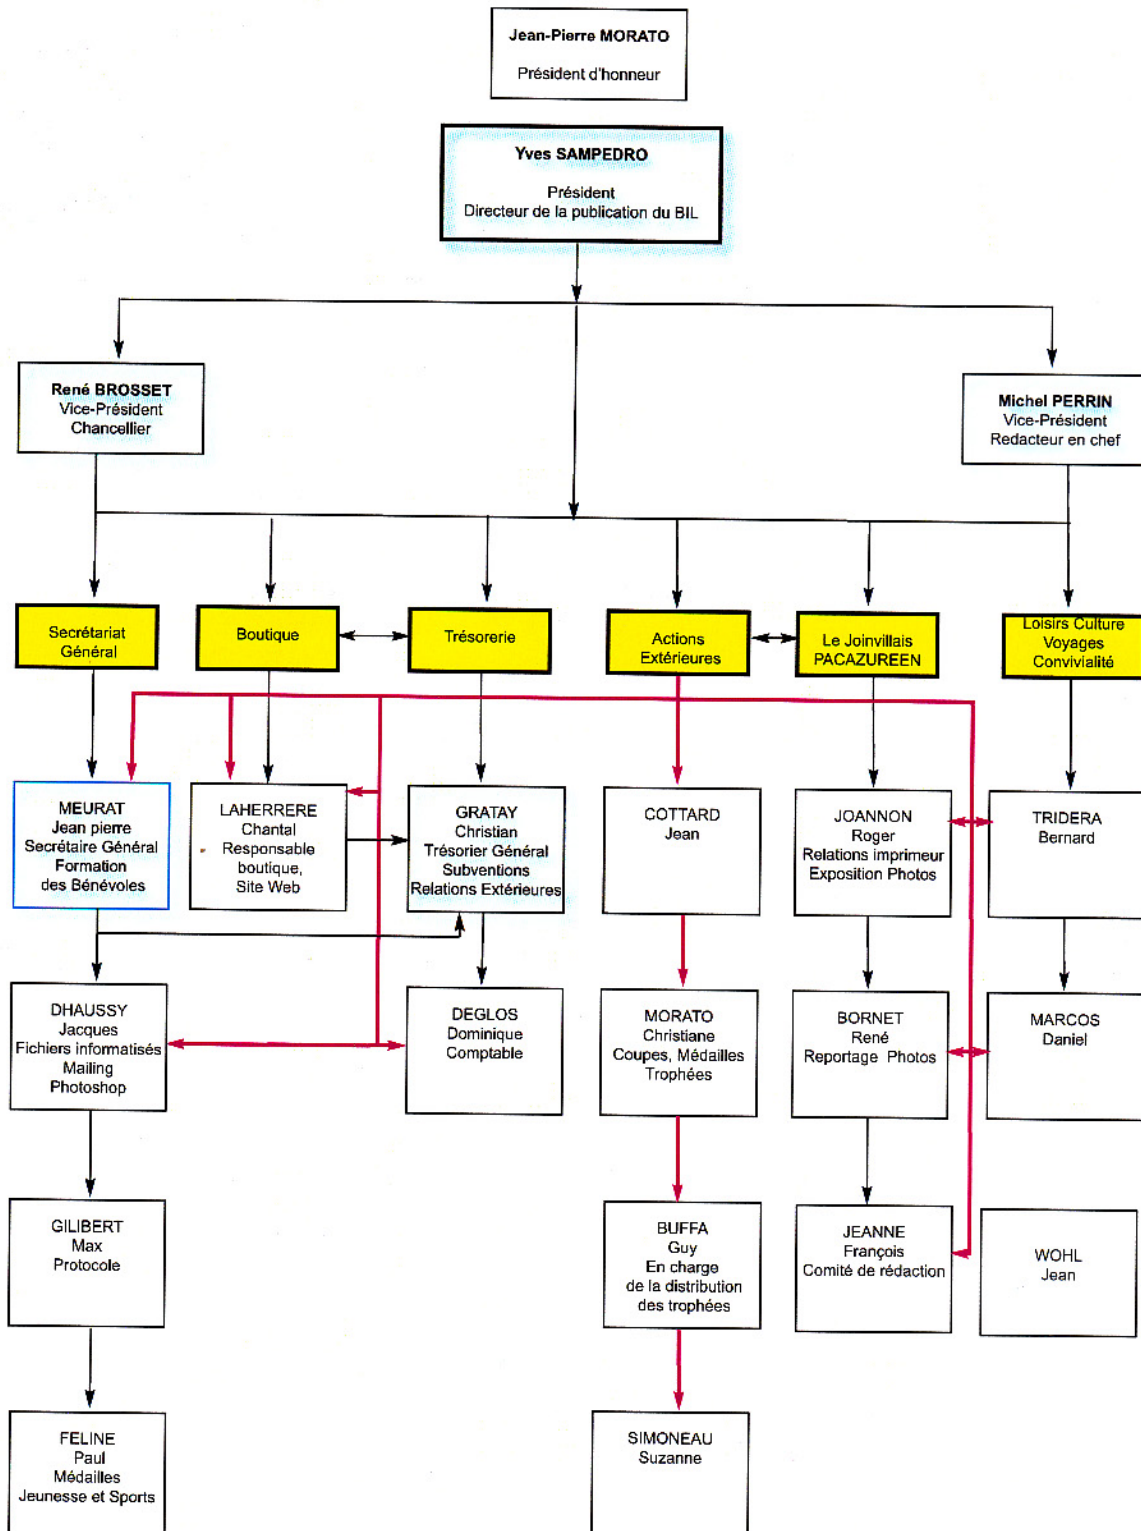 Jean-Pierre MORATO
Président d'honneur
Yves SAMPEDRO
Président
Directeur de la publication du BIL
René BROSSET
Vice-Président
Chancellier
Michel PERRIN
Vice-Président
Redacteur en chef
Secrétariat
Général
Boutique
Trésorerie
Actions
Extérieures
Le Joinvillais
PACAZUREEN
Loisirs Culture
Voyages
Convivialité
MEURAT
Jean pierre
Secrétaire Général
Formation
des Bénévoles
LAHERRERE
Chantal
Responsable
boutique,
Site Web
GRATAY
Christian
Trésorier Général
Subventions
Relations Extérieures
COTTARD
Jean
JOANNON
Roger
Relations imprimeur
Exposition Photos
TRIDERA
Bernard
DHAUSSY
Jacques
Fichiers informatisés
Mailing
Photoshop
DEGLOS
Dominique
Comptable
MORATO
Christiane
Coupes, Médailles
Trophées
BORNET
René
Reportage Photos
MARCOS
Daniel
GILIBERT
Max
Protocole
BUFFA
Guy
En charge
de la distribution
des trophées
JEANNE
François
Comité de rédaction
WOHL
Jean
FELINE
Paul
Médailles
Jeunesse et Sports
SIMONEAU
Suzanne